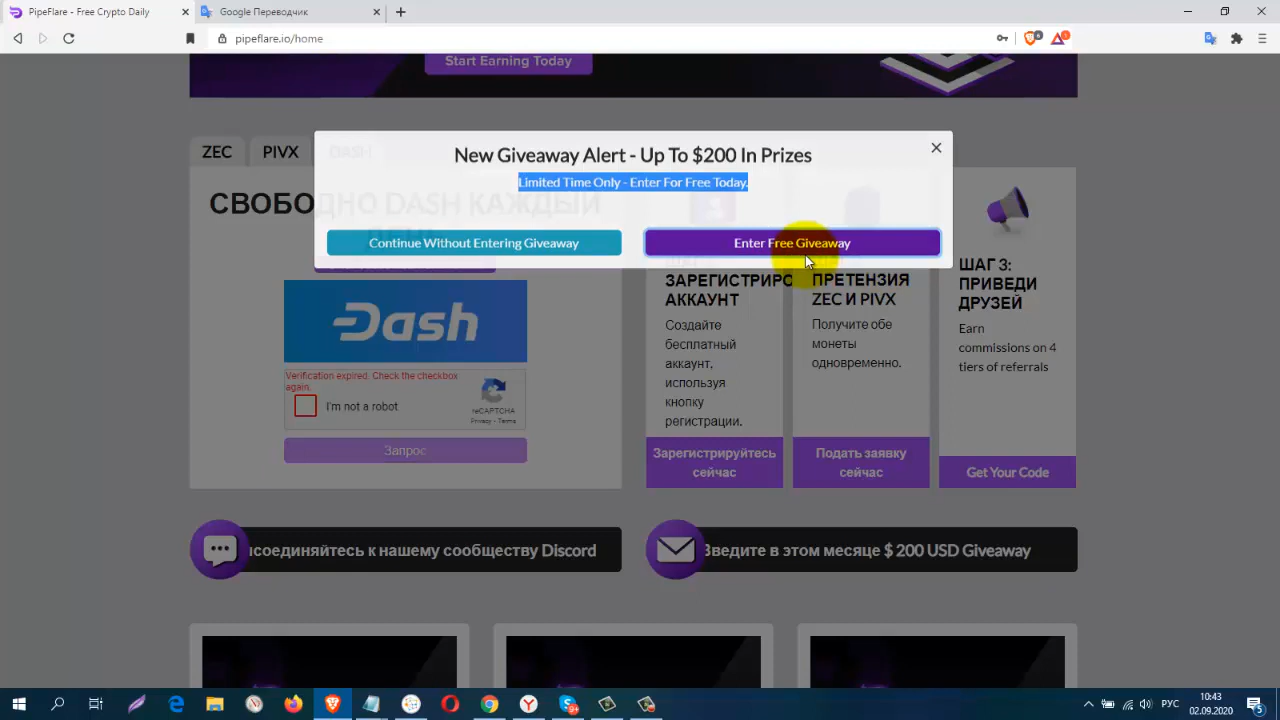 PipeFlare - Free Crypto Daily
Google Переводчик
pipeflare.io/home
Start Earning Today
ZEC
PIVX
DASH
New Giveaway Alert - Up To $200 In Prizes
Limited Time Only - Enter For Free Today.
Continue Without Entering Giveaway
Enter Free Giveaway
СВОБОДНО DASH КАЖДЫЙ
Dash
Verification expired. Check the checkbox
again.
I'm not a robot
reCAPTCHA
Privacy - Terms
Запрос
ЗАРЕГИСТРИРО
АККАУНТ
Создайте
бесплатный
аккаунт,
используя
кнопку
регистрации.
Зарегистрируйтесь
сейчас
ПРЕТЕНЗИЯ
ZEC И PIVX
Получите обе
монеты
одновременно.
Подать заявку
сейчас
ШАГ 3:
ПРИВЕДИ
ДРУЗЕЙ
Earn
commissions on 4
tiers of referrals
Get Your Code
исоединяйтесь к нашему сообществу Discord
Введите в этом месяце $ 200 USD Giveaway
РУС
10:43
02.09.2020